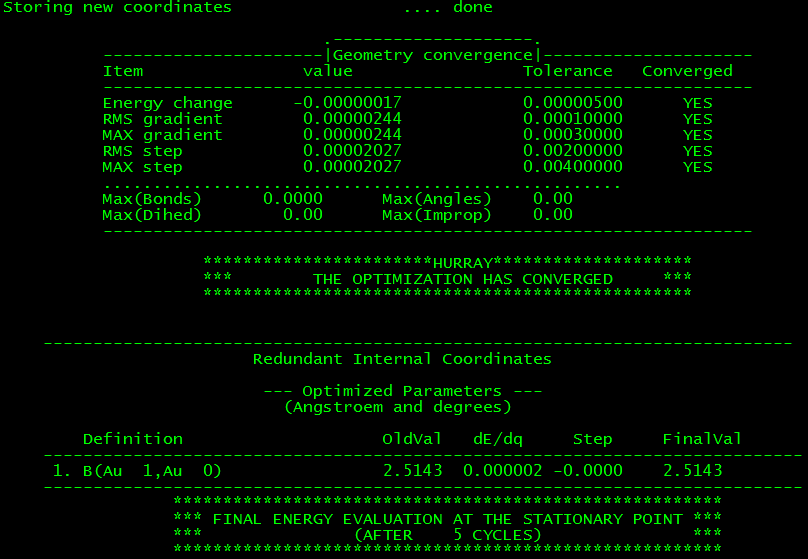 Storing new coordinates                 .... done
.--------------------.
----------------------|Geometry convergence|---------------------
Item                value                 Tolerance   Converged
-----------------------------------------------------------------
Energy change      -0.00000017            0.00000500      YES
RMS gradient        0.00000244            0.00010000      YES
MAX gradient        0.00000244            0.00030000      YES
RMS step            0.00002027            0.00200000      YES
MAX step            0.00002027            0.00400000      YES
....................................................
Max(Bonds)      0.0000      Max(Angles)    0.00
Max(Dihed)        0.00      Max(Improp)    0.00
-----------------------------------------------------------------
***********************HURRAY********************
***        THE OPTIMIZATION HAS CONVERGED     ***
*************************************************
---------------------------------------------------------------------------
Redundant Internal Coordinates
--- Optimized Parameters ---
(Angstroem and degrees)
Definition                    OldVal   dE/dq     Step     FinalVal
----------------------------------------------------------------------------
1. B(Au  1,Au  0)                2.5143  0.000002 -0.0000    2.5143
----------------------------------------------------------------------------
*******************************************************
*** FINAL ENERGY EVALUATION AT THE STATIONARY POINT ***
***               (AFTER    5 CYCLES)               ***
*******************************************************